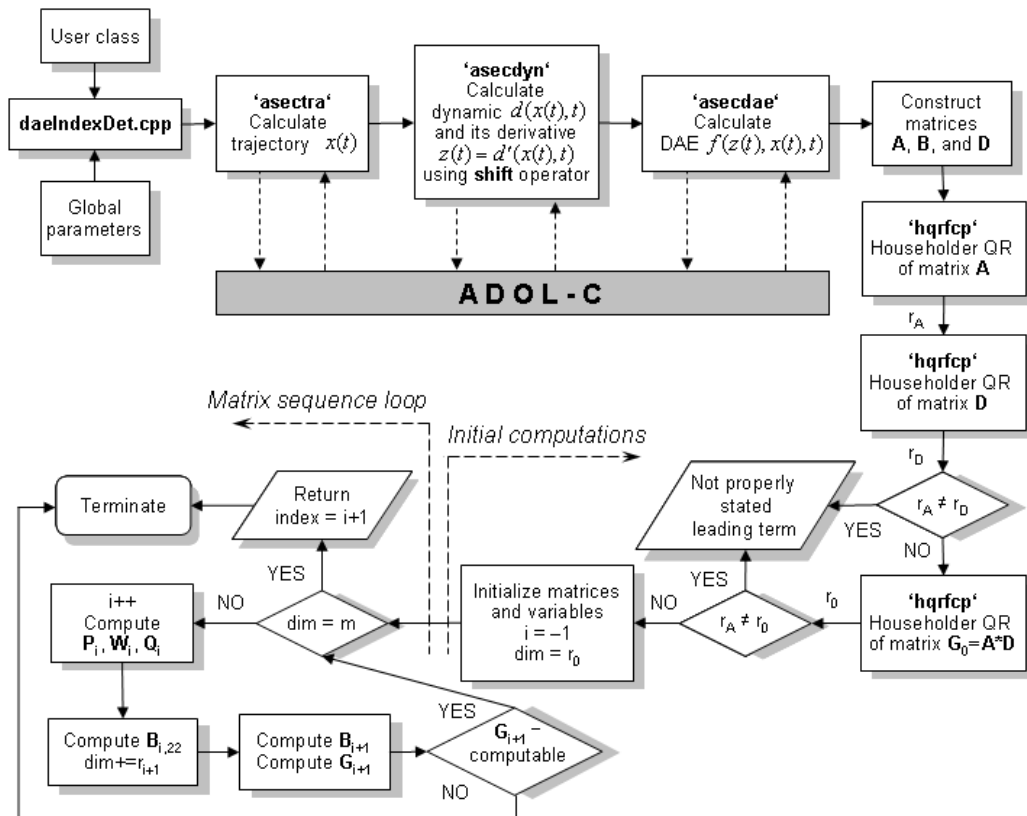 User class
daeIndexDet.cpp
Global
parameters
'asectra'
Calculate
trajectory x(t)
'asecdyn'
Calculate
dynamic d(x(t),t)
and its derivative
z(t) = d'(x(t),t)
using shift operator
'asecdae'
Calculate
DAE f(z(t),x(t),t)
Construct
matrices
A, B, and D
ADOL-C
'hqrfcp'
Householder QR
of matrix A
r_A
'hqrfcp'
Householder QR
of matrix D
r_D
r_A ≠ r_D
YES
NO
Not properly
stated
leading term
'hqrfcp'
Householder QR
of matrix G_0=A*D
r_0
r_A ≠ r_0
YES
NO
Matrix sequence loop
Initial computations
Initialize matrices
and variables
i = –1
dim = r_0
dim = m
YES
NO
Return
index = i+1
Terminate
i++
Compute
P_i, W_i, Q_i
Compute B_i,22
dim+=r_i+1
Compute B_i+1
Compute G_i+1
G_i+1 –
computable
YES
NO